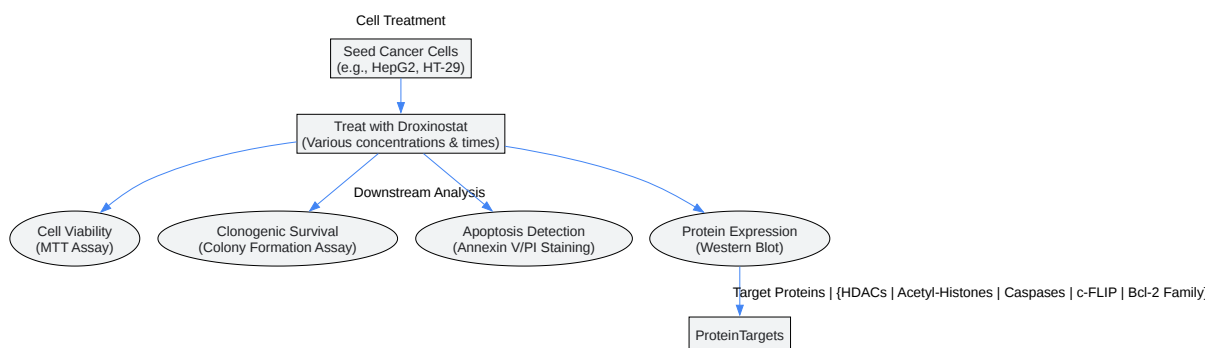 Cell Treatment
Seed Cancer Cells
(e.g., HepG2, HT-29)
Treat with Droxinostat
(Various concentrations & times)
Downstream Analysis
Cell Viability
(MTT Assay)
Clonogenic Survival
(Colony Formation Assay)
Apoptosis Detection
(Annexin V/PI Staining)
Protein Expression
(Western Blot)
Target Proteins | {HDACs | Acetyl-Histones | Caspases | c-FLIP | Bcl-2 Family}
ProteinTargets